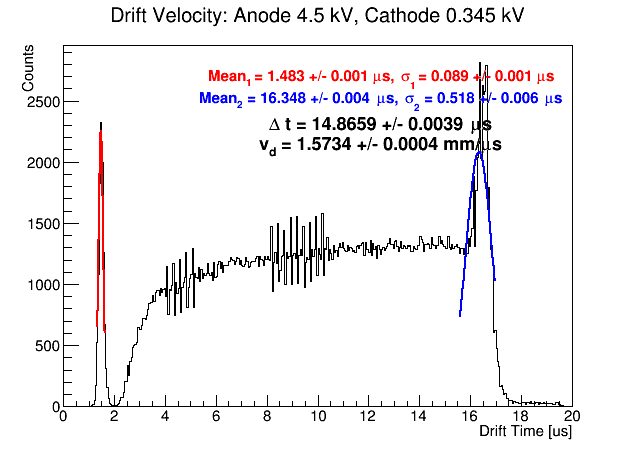 Drift Velocity: Anode 4.5 kV, Cathode 0.345 kV
Counts
Mean1 = 1.483 +/- 0.001 μs, σ1 = 0.089 +/- 0.001 μs
Mean2 = 16.348 +/- 0.004 μs, σ2 = 0.518 +/- 0.006 μs
Δ t = 14.8659 +/- 0.0039 μs
vd = 1.5734 +/- 0.0004 mm/μs
2500
2000
1500
1000
500
0
0 2 4 6 8 10 12 14 16 18 20
Drift Time [us]